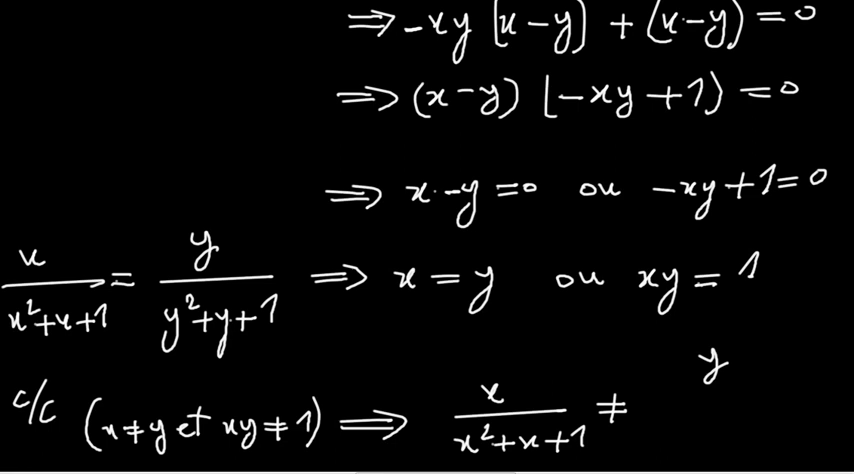 ⟹ -xy (x-y) + (x-y) = 0
⟹ (x-y) (-xy+1) = 0
⟹ x-y=0 ou -xy+1=0
x/(x²+x+1) = y/(y²+y+1) ⟹ x = y ou xy = 1
c/c (x≠y et xy≠1) ⟹ x/(x²+x+1) ≠ y